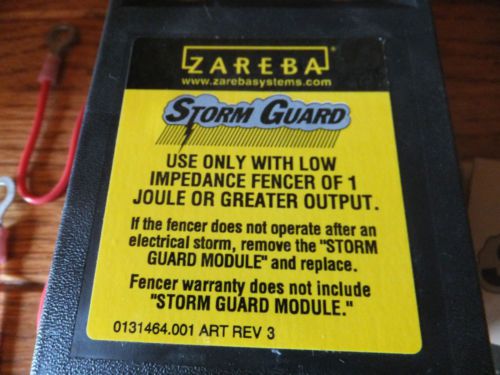 ZAREBA®
www.zarebasystems.com
STORM GUARD
USE ONLY WITH LOW
IMPEDANCE FENCER OF 1
JOULE OR GREATER OUTPUT.
If the fencer does not operate after an
electrical storm, remove the "STORM
GUARD MODULE" and replace.
Fencer warranty does not include
"STORM GUARD MODULE."
0131464.001 ART REV 3